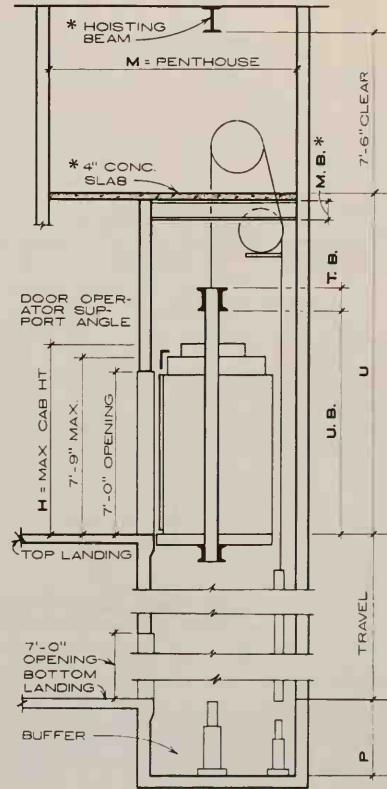 * HOISTING
BEAM
M = PENTHOUSE
7'-6" CLEAR
* 4" CONC.
SLAB
M. B. *
T. B.
DOOR OPER-
ATOR SUP-
PORT ANGLE
H = MAX CAB HT
7'-9" MAX.
7'-0" OPENING
U. B.
U
TOP LANDING
7'-0"
OPENING
BOTTOM
LANDING
TRAVEL
BUFFER
P